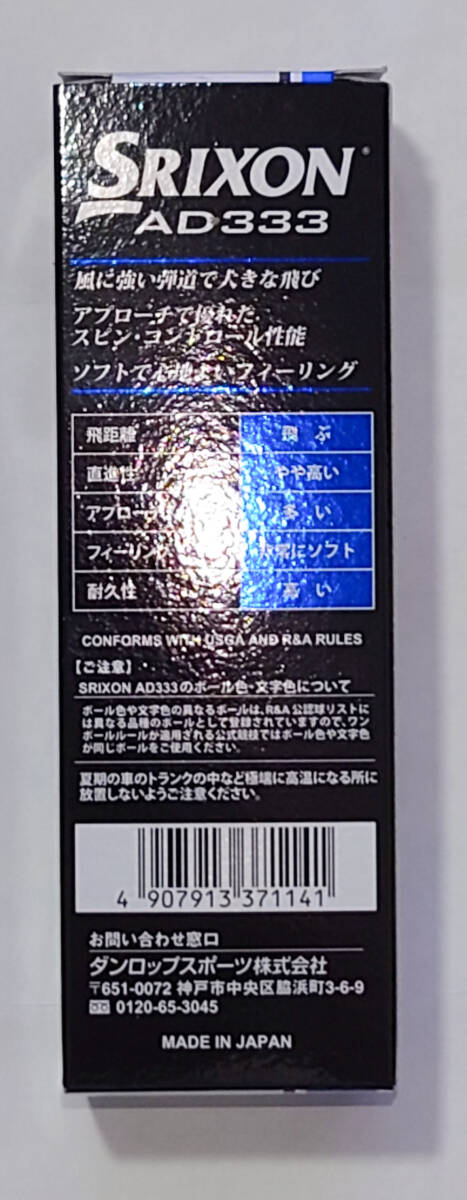 SRIXON
AD333
風に強い弾道で大きな飛び
アプローチで優れた
スピン・コントロール性能
ソフトで心地よいフィーリング
飛距離 飛ぶ
直進性 やや高い
アプローチ 多い
フィーリング 非常にソフト
耐久性 高い
CONFORMS WITH USGA AND R&A RULES
【ご注意】
SRIXON AD333のボール色・文字色について
ボール色や文字色の異なるボールは、R&A公認球リストに
は異なる品種のボールとして登録されていますので、ワン
ボールルールが適用される公式競技ではボール色や文字色
が同じボールをご使用ください。
夏期の車のトランクの中など極端に高温になる所に
放置しないようご注意ください。
4 907913 371141
お問い合わせ窓口
ダンロップスポーツ株式会社
〒651-0072 神戸市中央区脇浜町3-6-9
0120-65-3045
MADE IN JAPAN